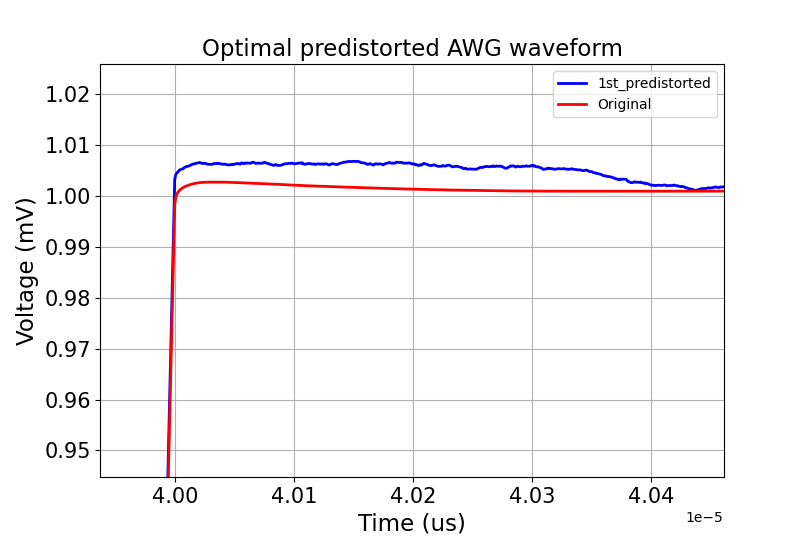 Optimal predistorted AWG waveform
1st_predistorted
Original
1.02
1.01
1.00
0.99
0.98
0.97
0.96
0.95
Voltage (mV)
4.00 4.01 4.02 4.03 4.04
1e−5
Time (us)